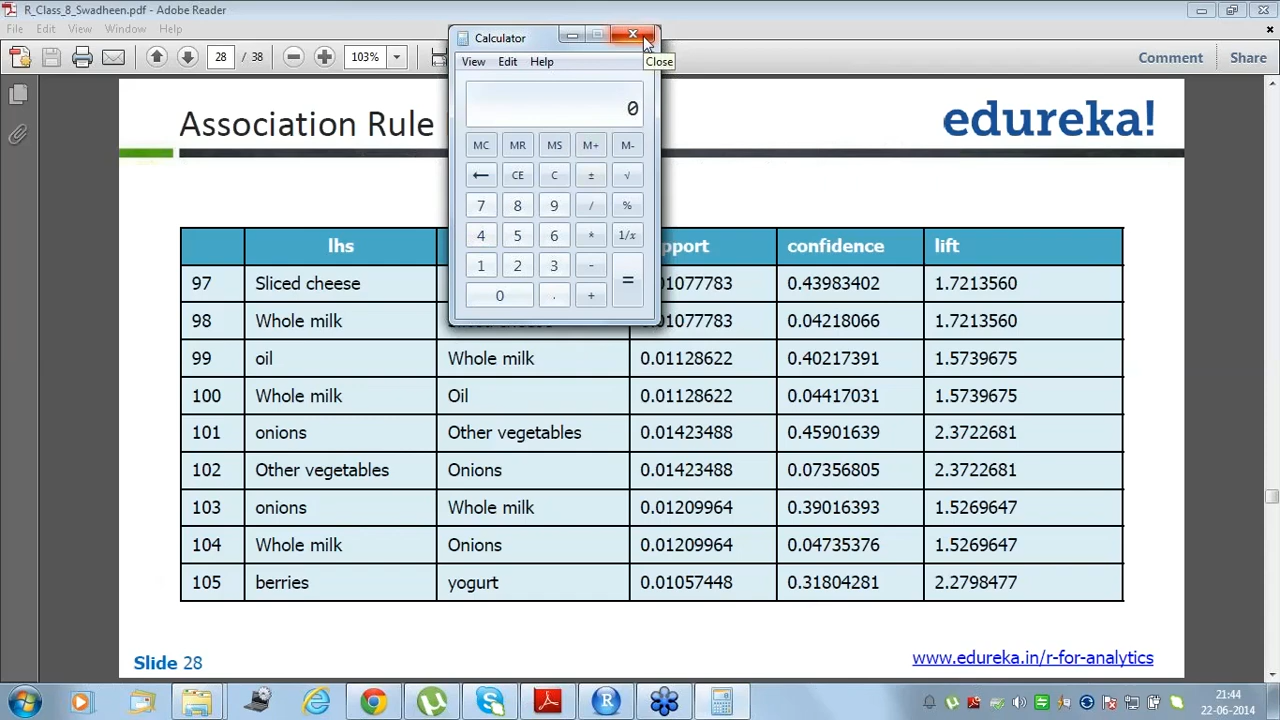 R_Class_8_Swadheen.pdf - Adobe Reader
File Edit View Window Help
28 / 38 103% Comment Share
Calculator
Close
View Edit Help
0
MC MR MS M+ M-
← CE C ± √
7 8 9 / %
4 5 6 * 1/x
1 2 3 - =
0 . +
Association Rule
edureka!
lhs pport confidence lift
97 Sliced cheese 01077783 0.43983402 1.7213560
98 Whole milk 01077783 0.04218066 1.7213560
99 oil Whole milk 0.01128622 0.40217391 1.5739675
100 Whole milk Oil 0.01128622 0.04417031 1.5739675
101 onions Other vegetables 0.01423488 0.45901639 2.3722681
102 Other vegetables Onions 0.01423488 0.07356805 2.3722681
103 onions Whole milk 0.01209964 0.39016393 1.5269647
104 Whole milk Onions 0.01209964 0.04735376 1.5269647
105 berries yogurt 0.01057448 0.31804281 2.2798477
Slide 28
www.edureka.in/r-for-analytics
21:44
22-06-2014